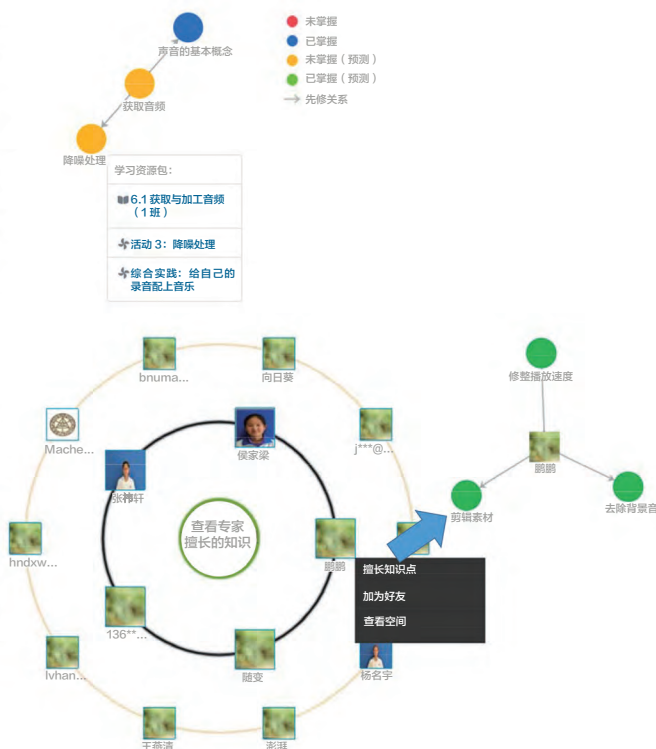 声音的基本概念
获取音频
降噪处理
未掌握
已掌握
未掌握（预测）
已掌握（预测）
先修关系
学习资源包：
6.1 获取与加工音频
（1 班）
活动 3：降噪处理
综合实践：给自己的
录音配上音乐
bnuma...
向日葵
Mache...
j***@...
侯家梁
张祎轩
查看专家
擅长的知识
hndxw...
鹏鹏
136**...
随变
lvhan...
杨名宇
王燕清
澎湃
擅长知识点
加为好友
查看空间
修整播放速度
鹏鹏
剪辑素材
去除背景音